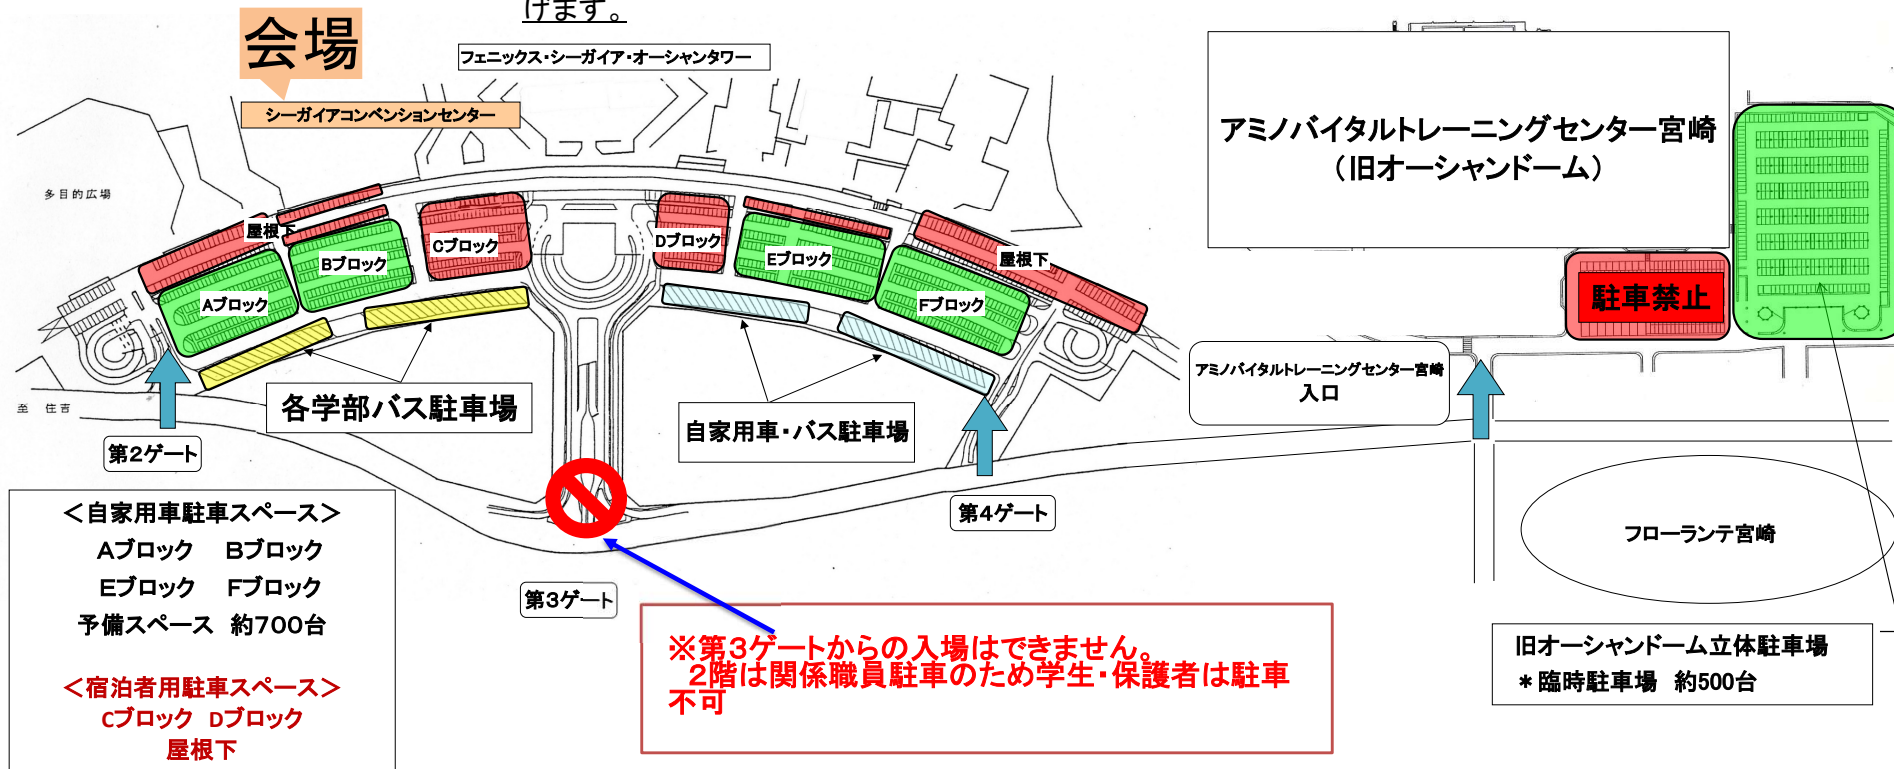 げます。
会場
フェニックス・シーガイア・オーシャンタワー
シーガイアコンベンションセンター
アミノバイタルトレーニングセンター宮崎
（旧オーシャンドーム）
多目的広場
屋根下
Aブロック
Bブロック
Cブロック
Dブロック
Eブロック
Fブロック
屋根下
駐車禁止
アミノバイタルトレーニングセンター宮崎
入口
至 住吉
各学部バス駐車場
自家用車・バス駐車場
第2ゲート
第4ゲート
第3ゲート
フローランテ宮崎
＜自家用車駐車スペース＞
Aブロック Bブロック
Eブロック Fブロック
予備スペース 約700台
＜宿泊者用駐車スペース＞
Cブロック Dブロック
屋根下
※第3ゲートからの入場はできません。
2階は関係職員駐車のため学生・保護者は駐車
不可
旧オーシャンドーム立体駐車場
＊臨時駐車場 約500台